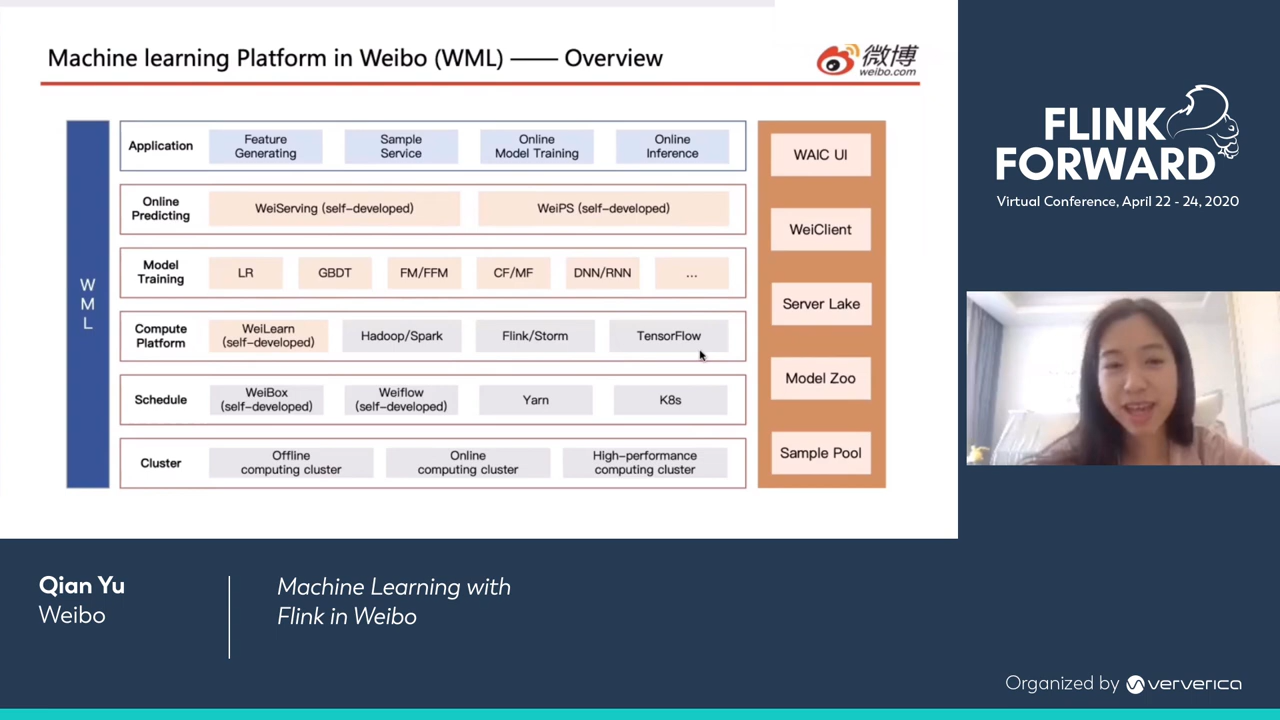 Machine learning Platform in Weibo (WML) —— Overview
微博
weibo.com
WML
Application
Feature
Generating
Sample
Service
Online
Model Training
Online
Inference
Online
Predicting
WeiServing (self-developed)
WeiPS (self-developed)
Model
Training
LR
GBDT
FM/FFM
CF/MF
DNN/RNN
...
Compute
Platform
WeiLearn
(self-developed)
Hadoop/Spark
Flink/Storm
TensorFlow
Schedule
WeiBox
(self-developed)
Weiflow
(self-developed)
Yarn
K8s
Cluster
Offline
computing cluster
Online
computing cluster
High-performance
computing cluster
WAIC UI
WeiClient
Server Lake
Model Zoo
Sample Pool
FLINK
FORWARD
Virtual Conference, April 22 - 24, 2020
Qian Yu
Weibo
Machine Learning with
Flink in Weibo
Organized by ververica